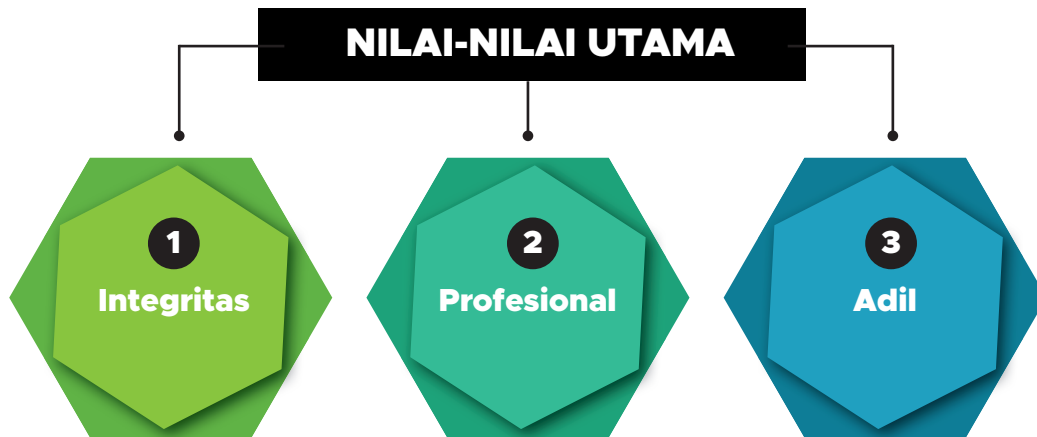 NILAI-NILAI UTAMA
1
Integritas
2
Profesional
3
Adil